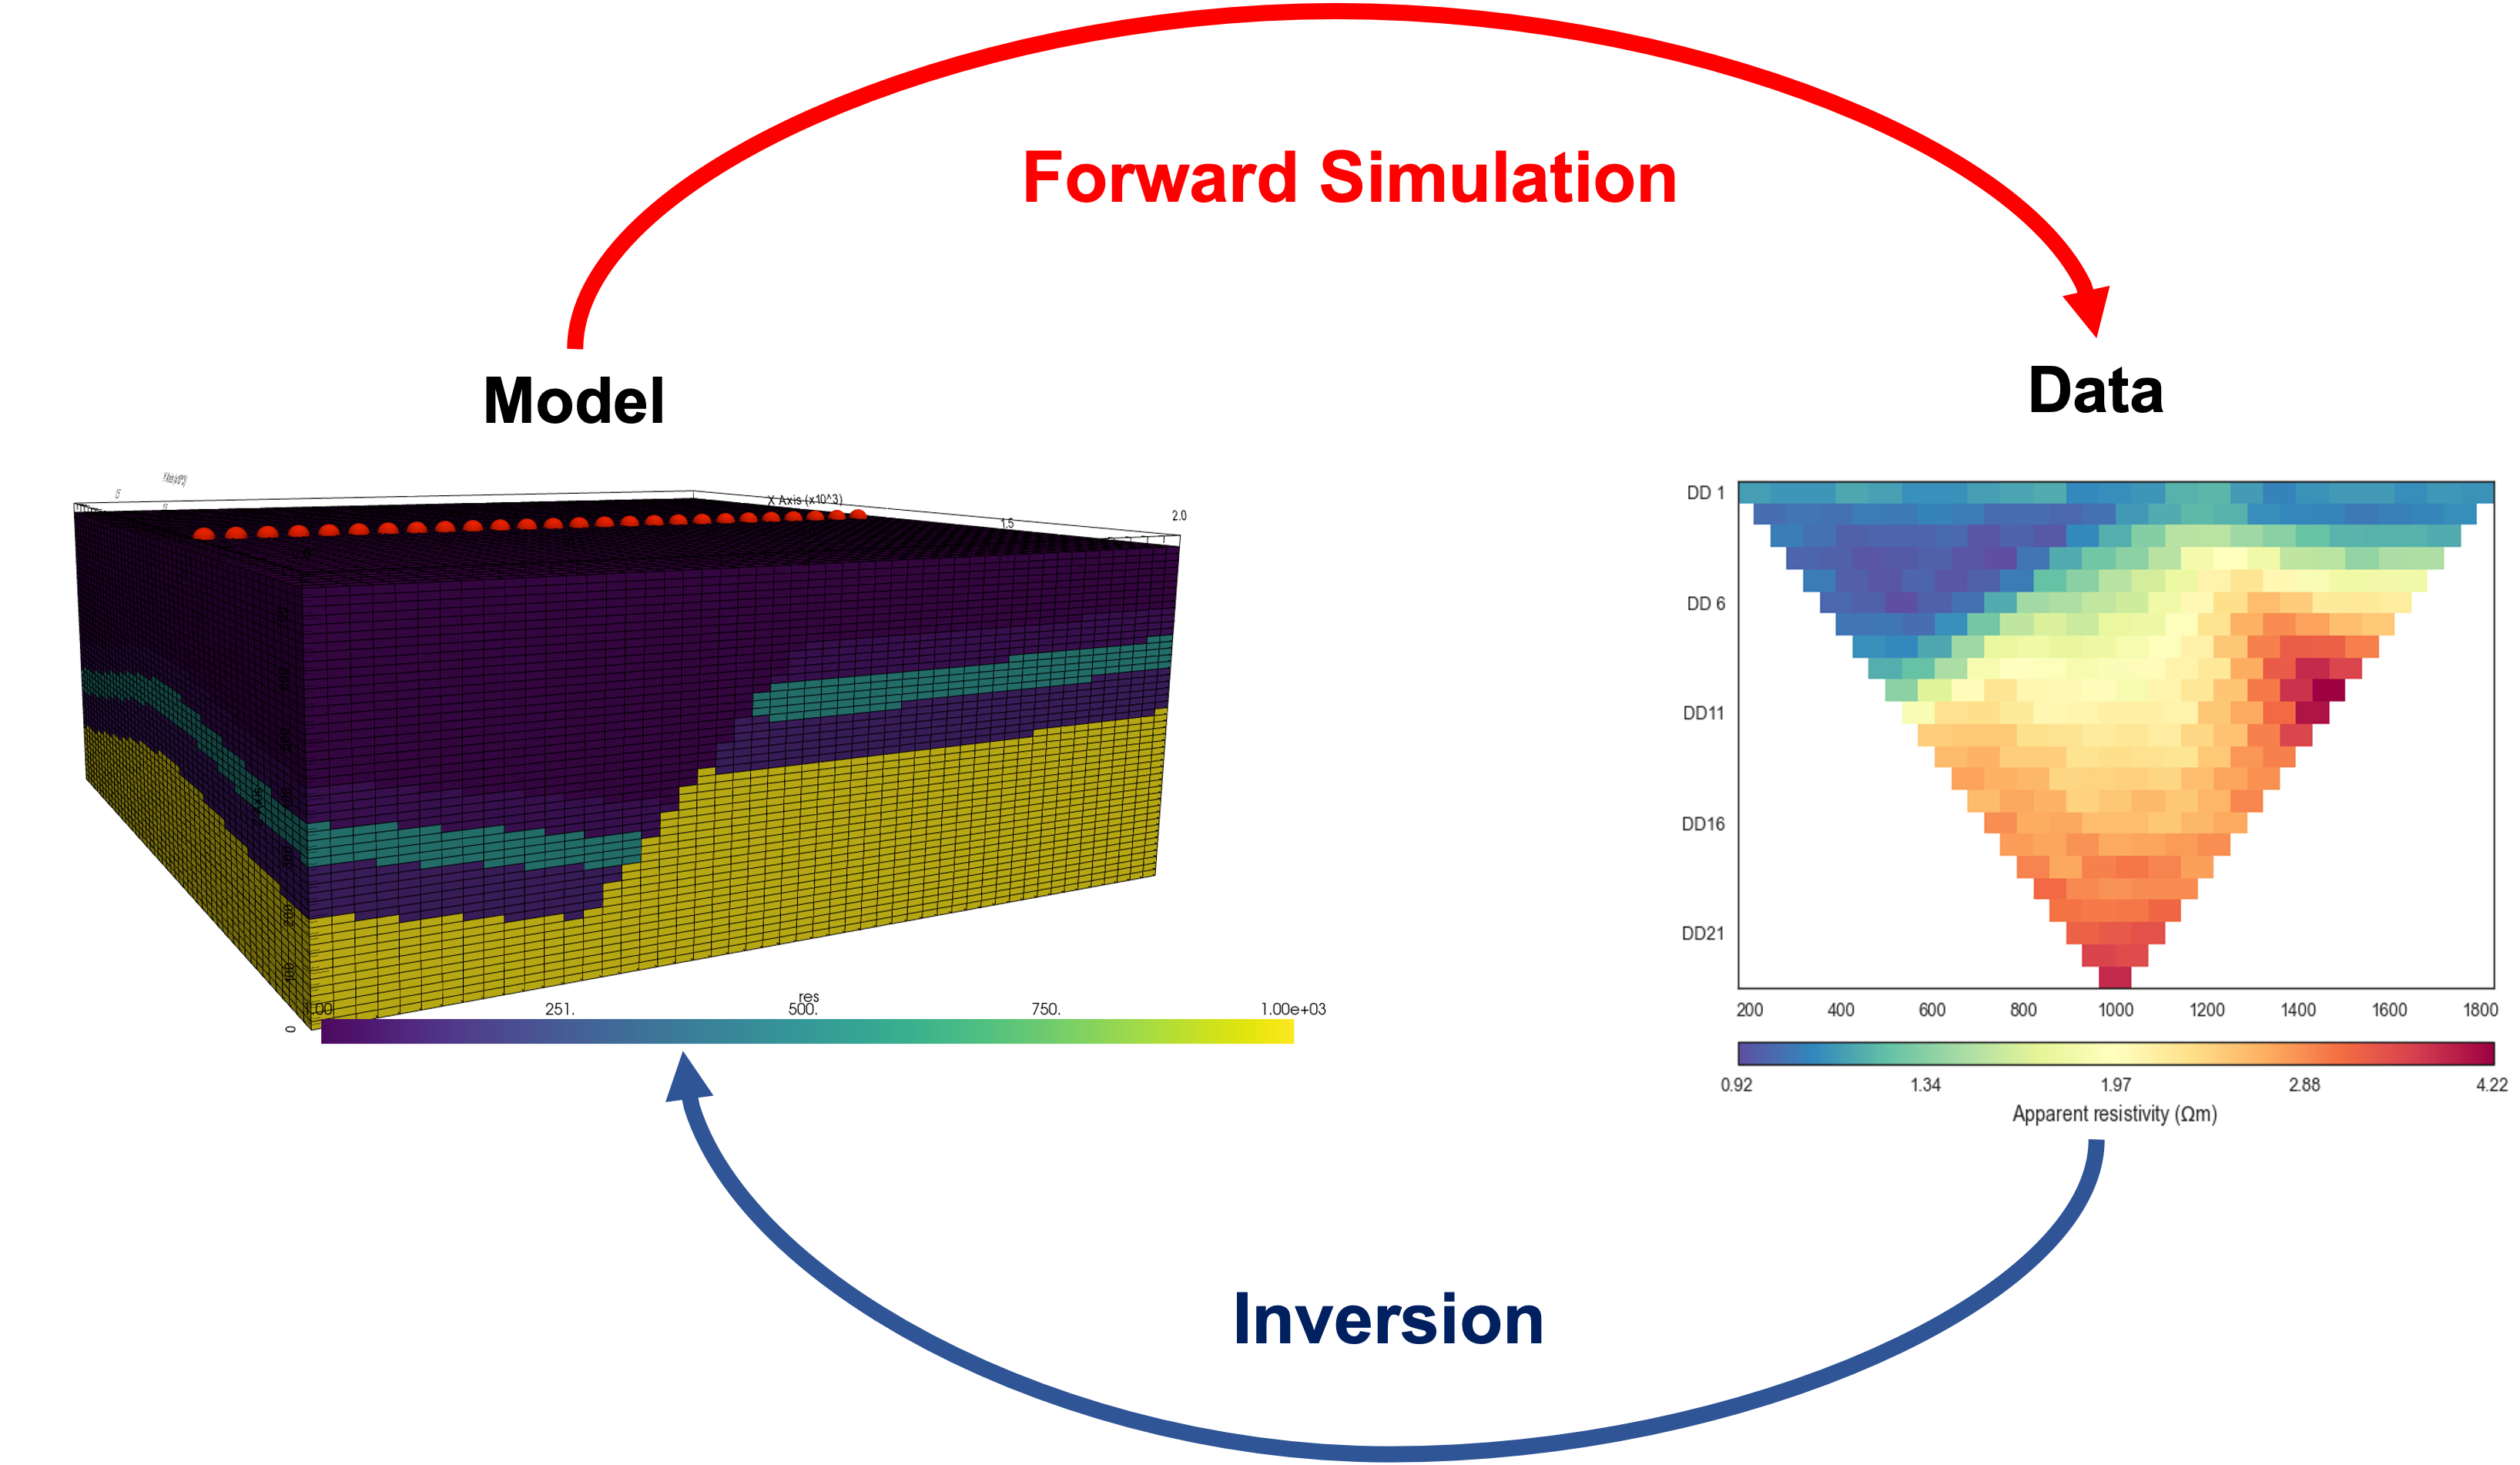 Forward Simulation
Model
Data
X Axis (x10^3)
1.5
2.0
res
251.
500.
750.
1.00e+03
0
DD 1
DD 6
DD11
DD16
DD21
200 400 600 800 1000 1200 1400 1600 1800
0.92 1.34 1.97 2.88 4.22
Apparent resistivity (Ωm)
Inversion